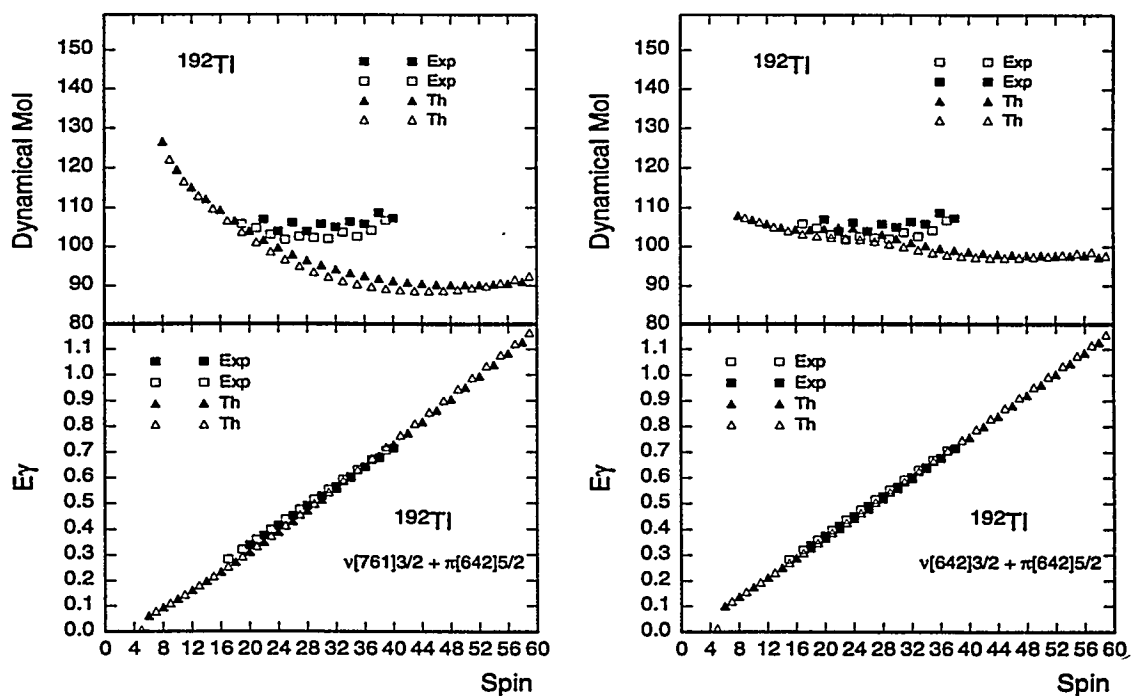 Dynamical MoI
150
140
130
120
110
100
90
80
192Tl
Exp
Exp
Th
Th
Eγ
1.1
1.0
0.9
0.8
0.7
0.6
0.5
0.4
0.3
0.2
0.1
0.0
Exp
Exp
Th
Th
192Tl
ν[761]3/2 + π[642]5/2
0 4 8 12 16 20 24 28 32 36 40 44 48 52 56 60
Spin
Dynamical MoI
150
140
130
120
110
100
90
80
192Tl
Exp
Exp
Th
Th
Eγ
1.1
1.0
0.9
0.8
0.7
0.6
0.5
0.4
0.3
0.2
0.1
0.0
Exp
Exp
Th
Th
192Tl
ν[642]3/2 + π[642]5/2
0 4 8 12 16 20 24 28 32 36 40 44 48 52 56 60
Spin